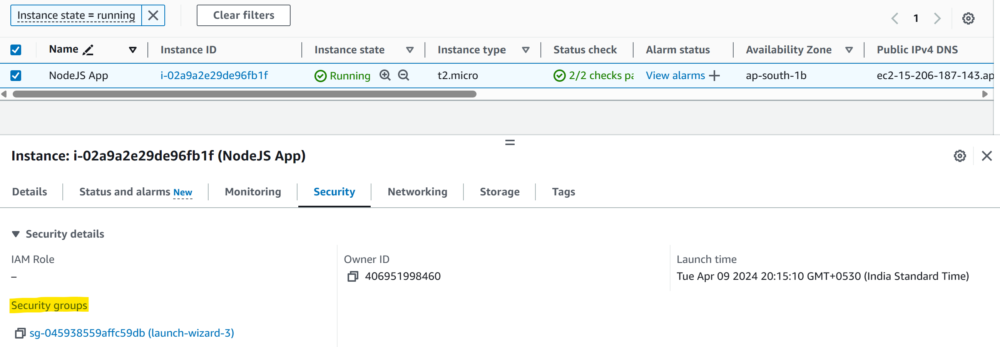 Instance state = running
Clear filters
1
Name Instance ID Instance state Instance type Status check Alarm status Availability Zone Public IPv4 DNS
NodeJS App i-02a9a2e29de96fb1f Running t2.micro 2/2 checks pa View alarms + ap-south-1b ec2-15-206-187-143.ap
Instance: i-02a9a2e29de96fb1f (NodeJS App)
Details Status and alarms New Monitoring Security Networking Storage Tags
Security details
IAM Role
–
Owner ID
406951998460
Launch time
Tue Apr 09 2024 20:15:10 GMT+0530 (India Standard Time)
Security groups
sg-045938559affc59db (launch-wizard-3)